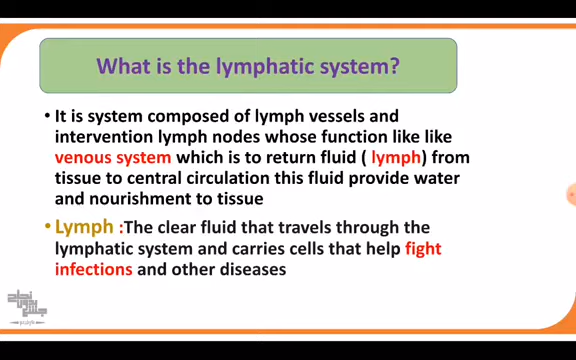 What is the lymphatic system?
• It is system composed of lymph vessels and
intervention lymph nodes whose function like like
venous system which is to return fluid ( lymph) from
tissue to central circulation this fluid provide water
and nourishment to tissue
• Lymph :The clear fluid that travels through the
lymphatic system and carries cells that help fight
infections and other diseases